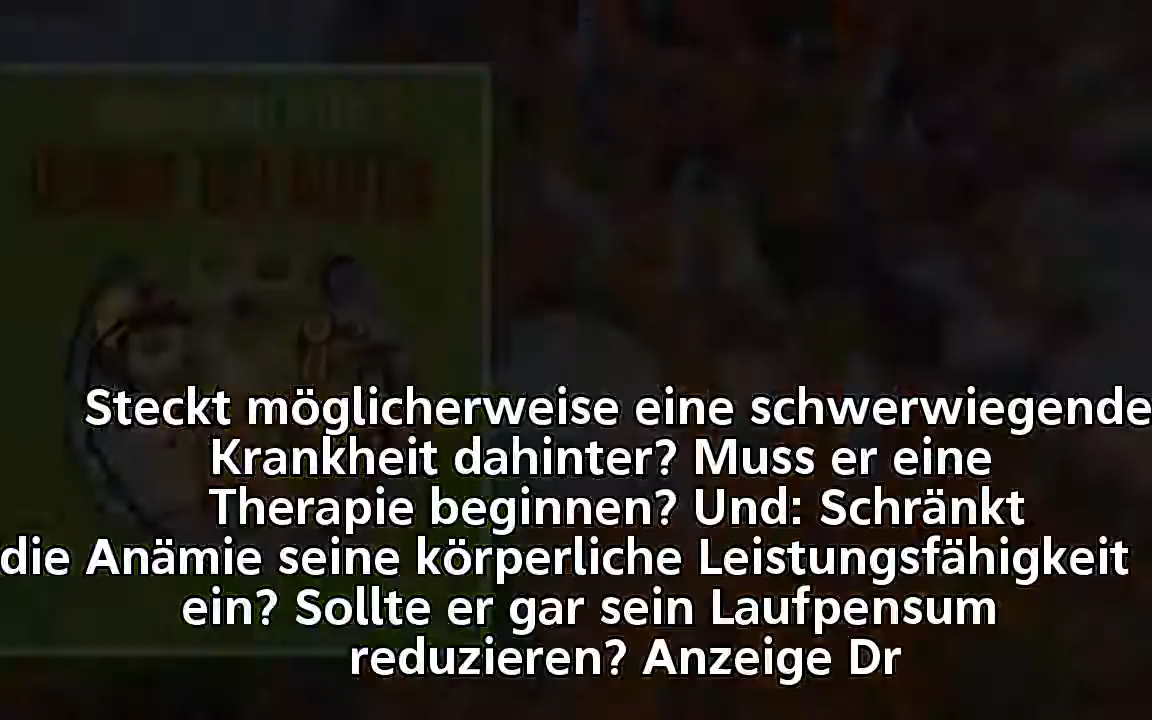 Steckt möglicherweise eine schwerwiegende
Krankheit dahinter? Muss er eine
Therapie beginnen? Und: Schränkt
die Anämie seine körperliche Leistungsfähigkeit
ein? Sollte er gar sein Laufpensum
reduzieren? Anzeige Dr